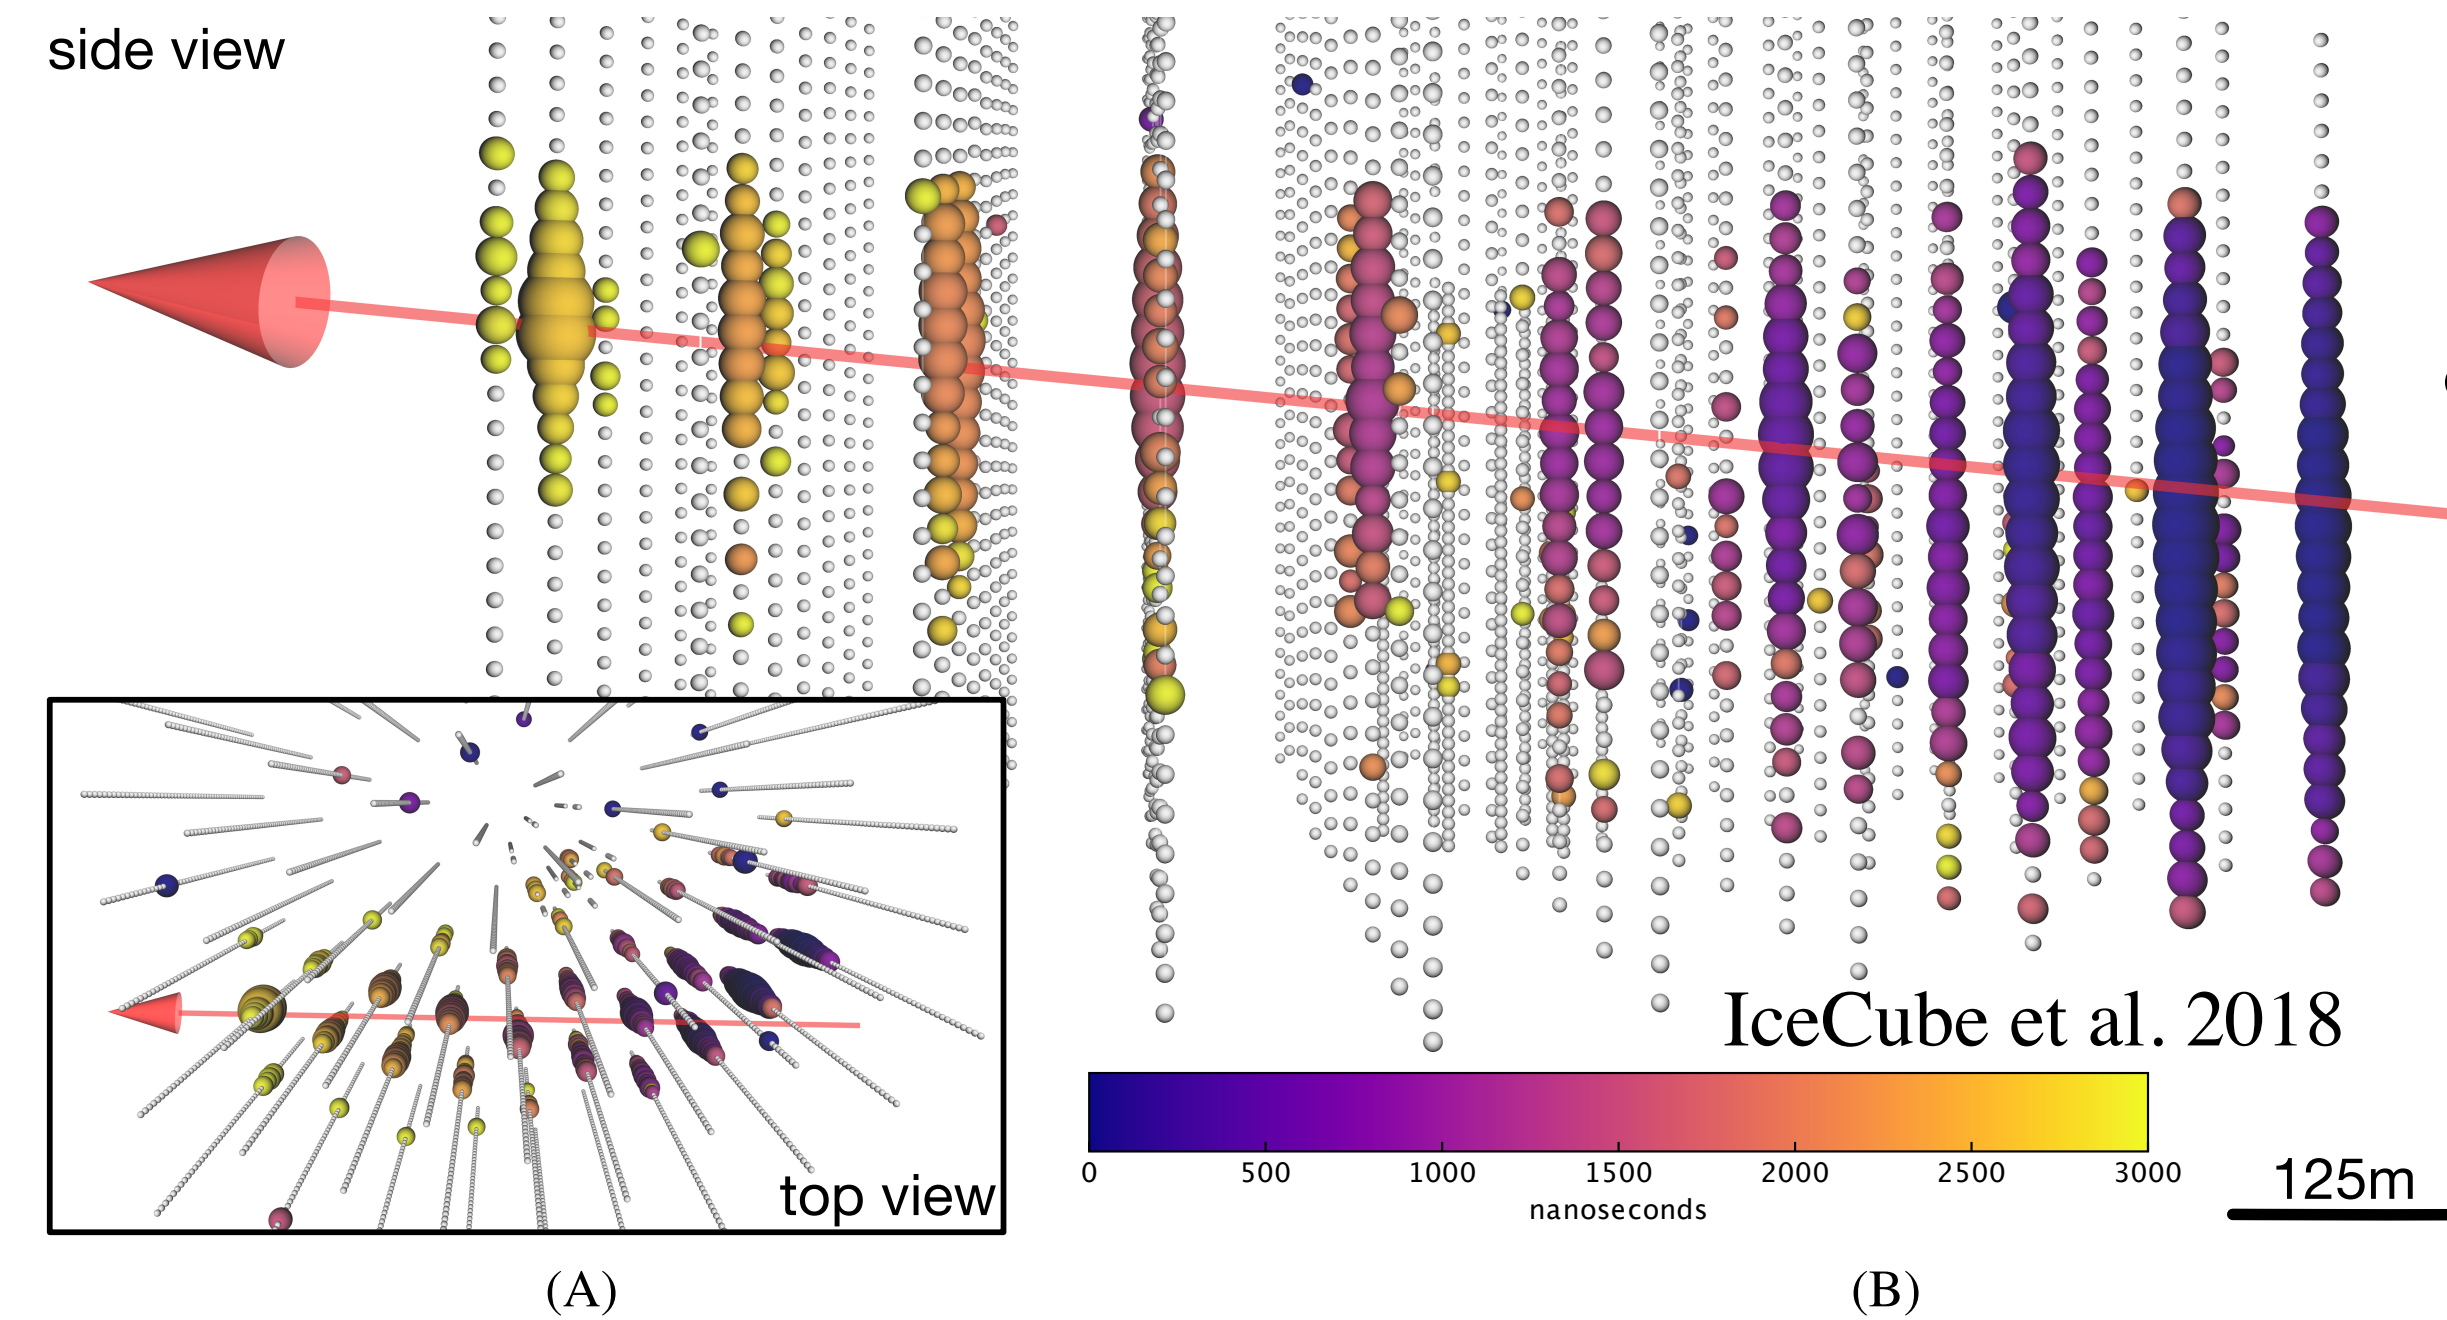 side view
top view
IceCube et al. 2018
0 500 1000 1500 2000 2500 3000
nanoseconds
125m
(A) (B)